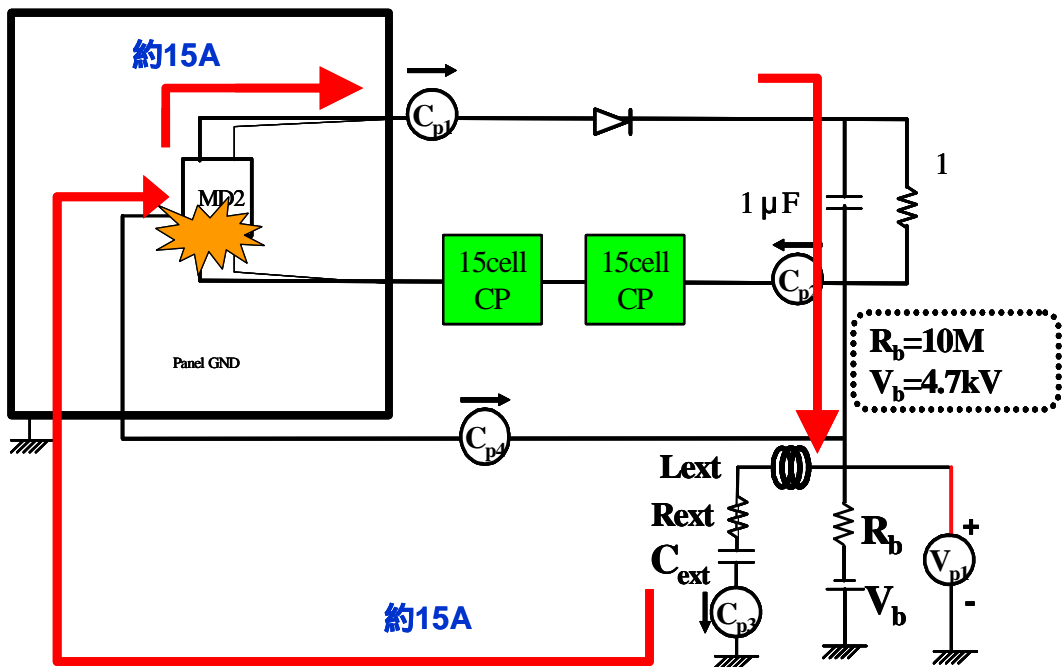 約15A
Cp1
1
MD2
1 μF
15cell
CP
15cell
CP
Cp2
Rb=10M
Vb=4.7kV
Panel GND
Cp4
Lext
Rext
Rb
+
Cext
Vp1
Vb
-
約15A
Cp3